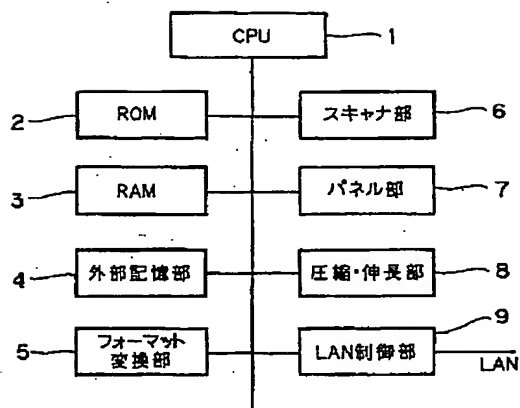 CPU
1
2
ROM
スキャナ部
6
3
RAM
パネル部
7
4
外部記憶部
圧縮・伸長部
8
5
フォーマット
変換部
LAN制御部
9
LAN